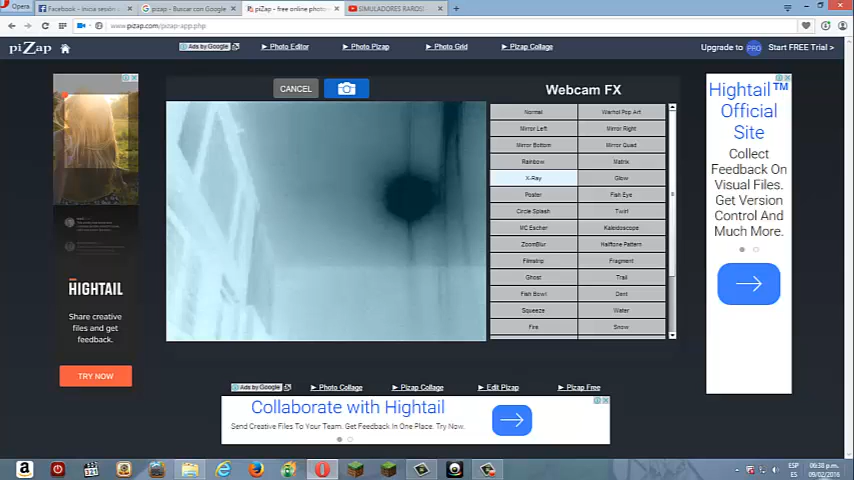 Opera
Facebook - Inicia sesión
pizap - Buscar con Google
piZap - free online photo
SIMULADORES RAROS!
www.pizap.com/pizap-app.php
piZap
Ads by Google
► Photo Editor
► Photo Pizap
► Photo Grid
► Pizap Collage
Upgrade to PRO
Start FREE Trial >
CANCEL
Webcam FX
Normal
Warhol Pop Art
Mirror Left
Mirror Right
Mirror Bottom
Mirror Quad
Rainbow
Matrix
X-Ray
Glow
Poster
Fish Eye
Circle Splash
Twirl
MC Escher
Kaleidoscope
ZoomBlur
Halftone Pattern
Filmstrip
Fragment
Ghost
Trail
Fish Bowl
Dent
Squeeze
Water
Fire
Snow
HIGHTAIL
Share creative
files and get
feedback.
TRY NOW
Hightail™
Official
Site
Collect
Feedback On
Visual Files.
Get Version
Control And
Much More.
Ads by Google
► Photo Collage
► Pizap Collage
► Edit Pizap
► Pizap Free
Collaborate with Hightail
Send Creative Files To Your Team. Get Feedback In One Place. Try Now.
ESP
ES
06:38 p.m.
09/02/2016